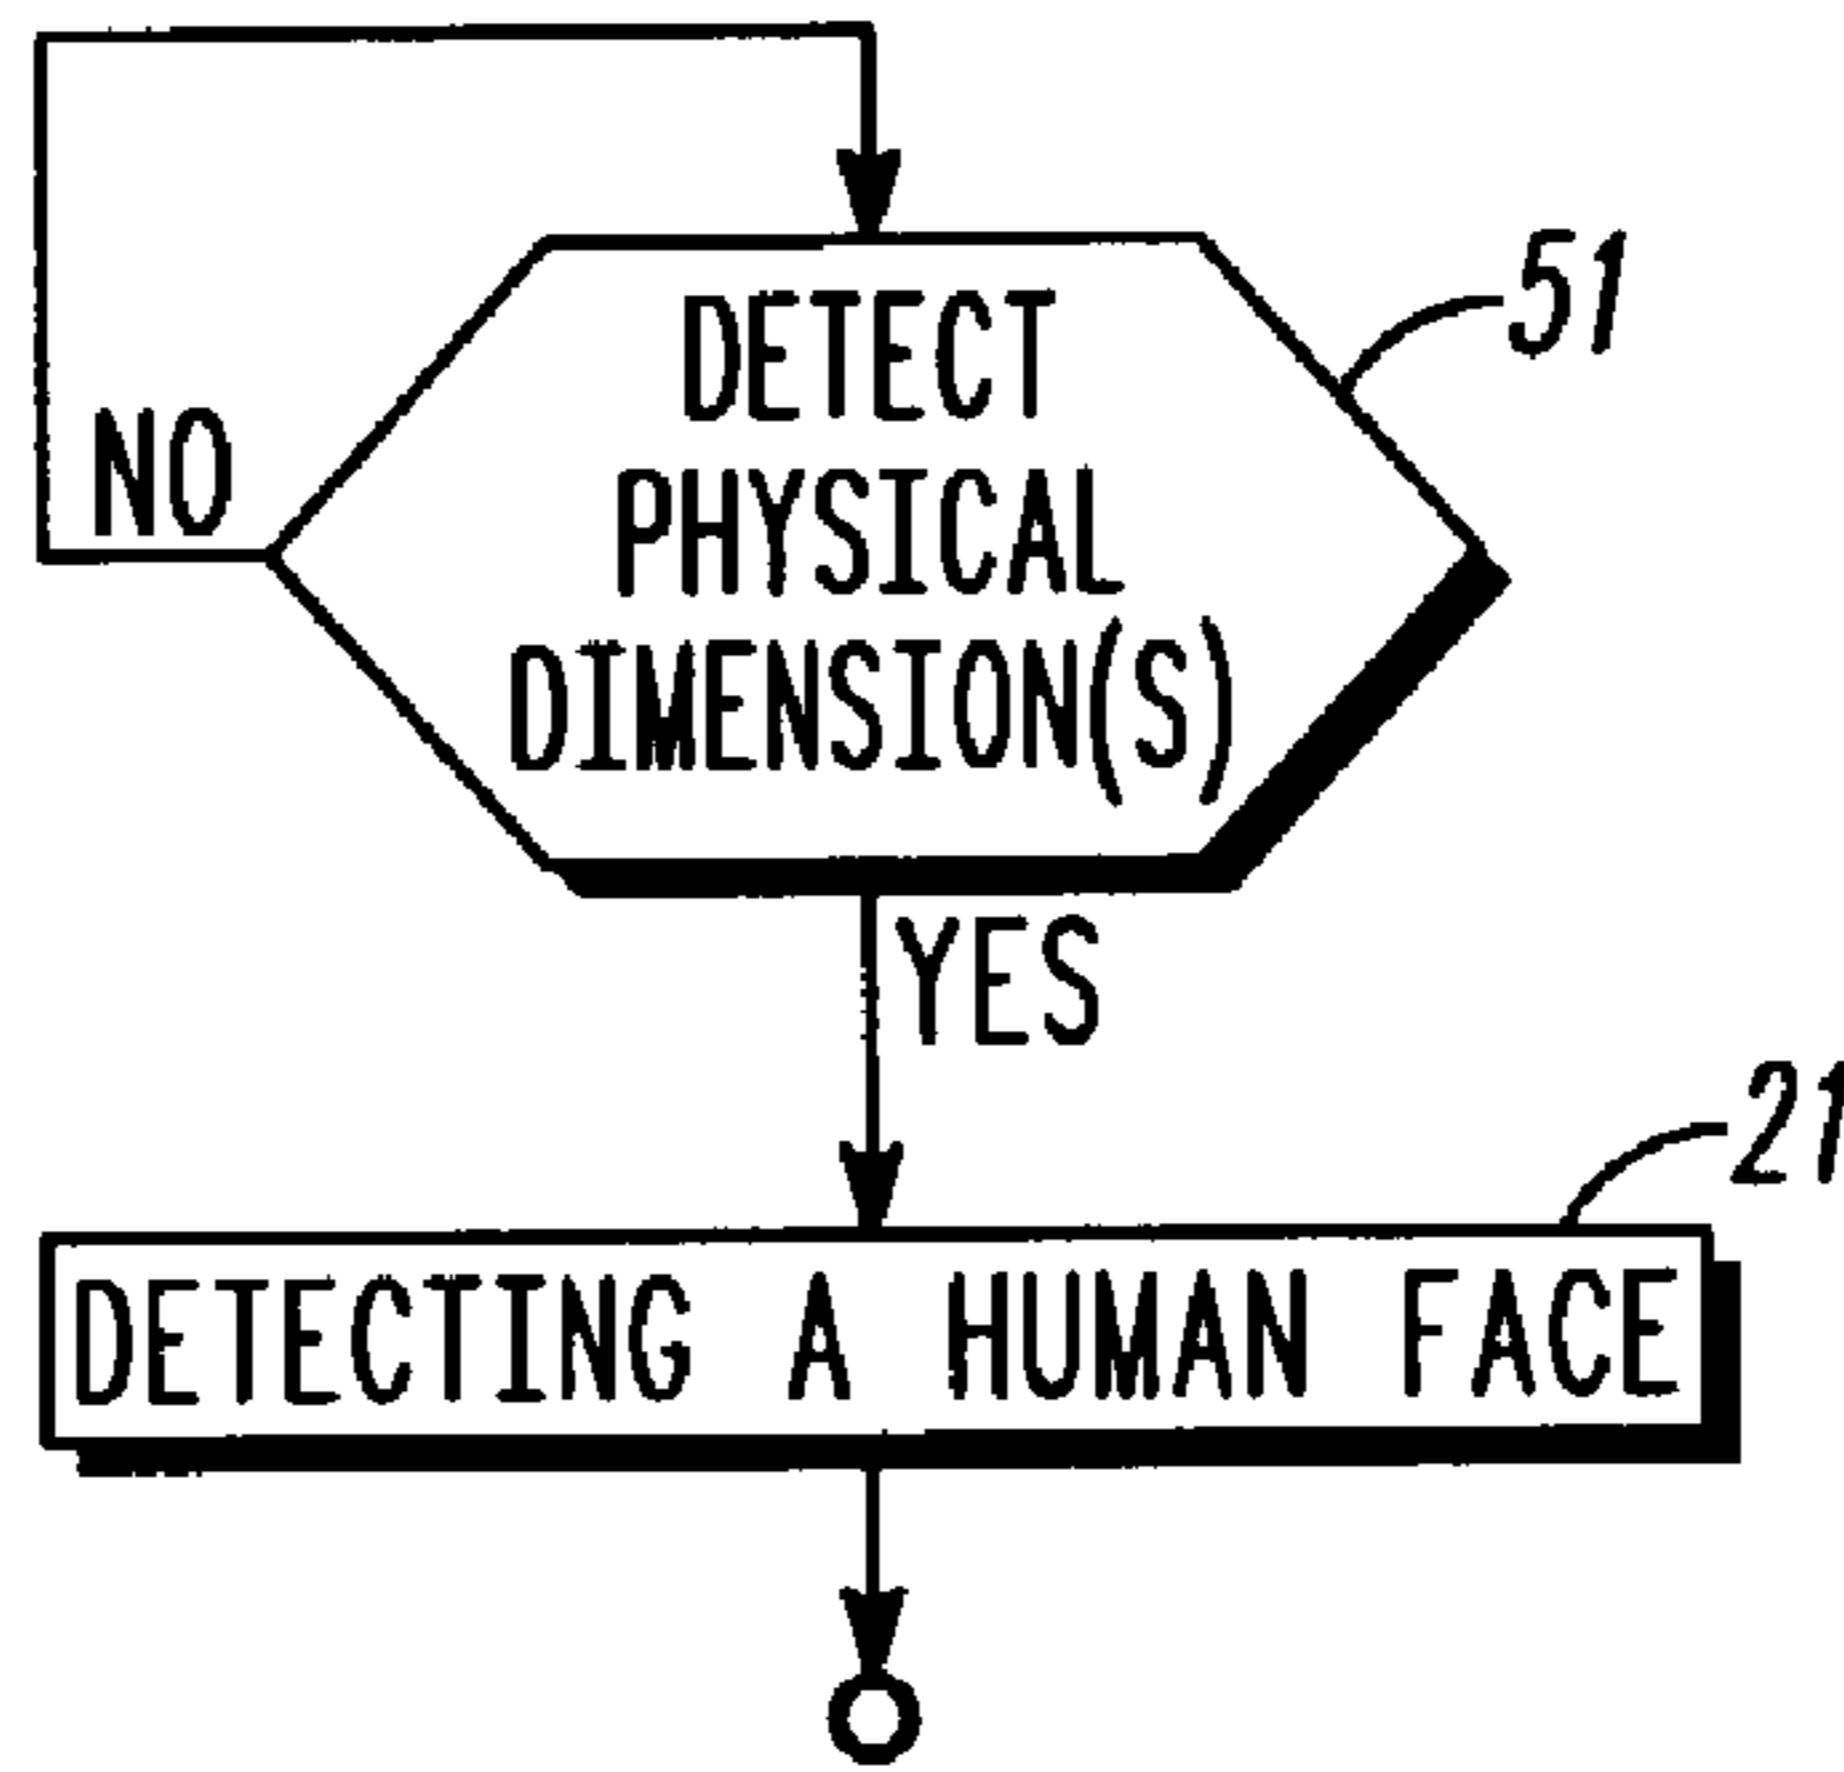 DETECT
PHYSICAL
DIMENSION(S)
51
NO
YES
21
DETECTING A HUMAN FACE